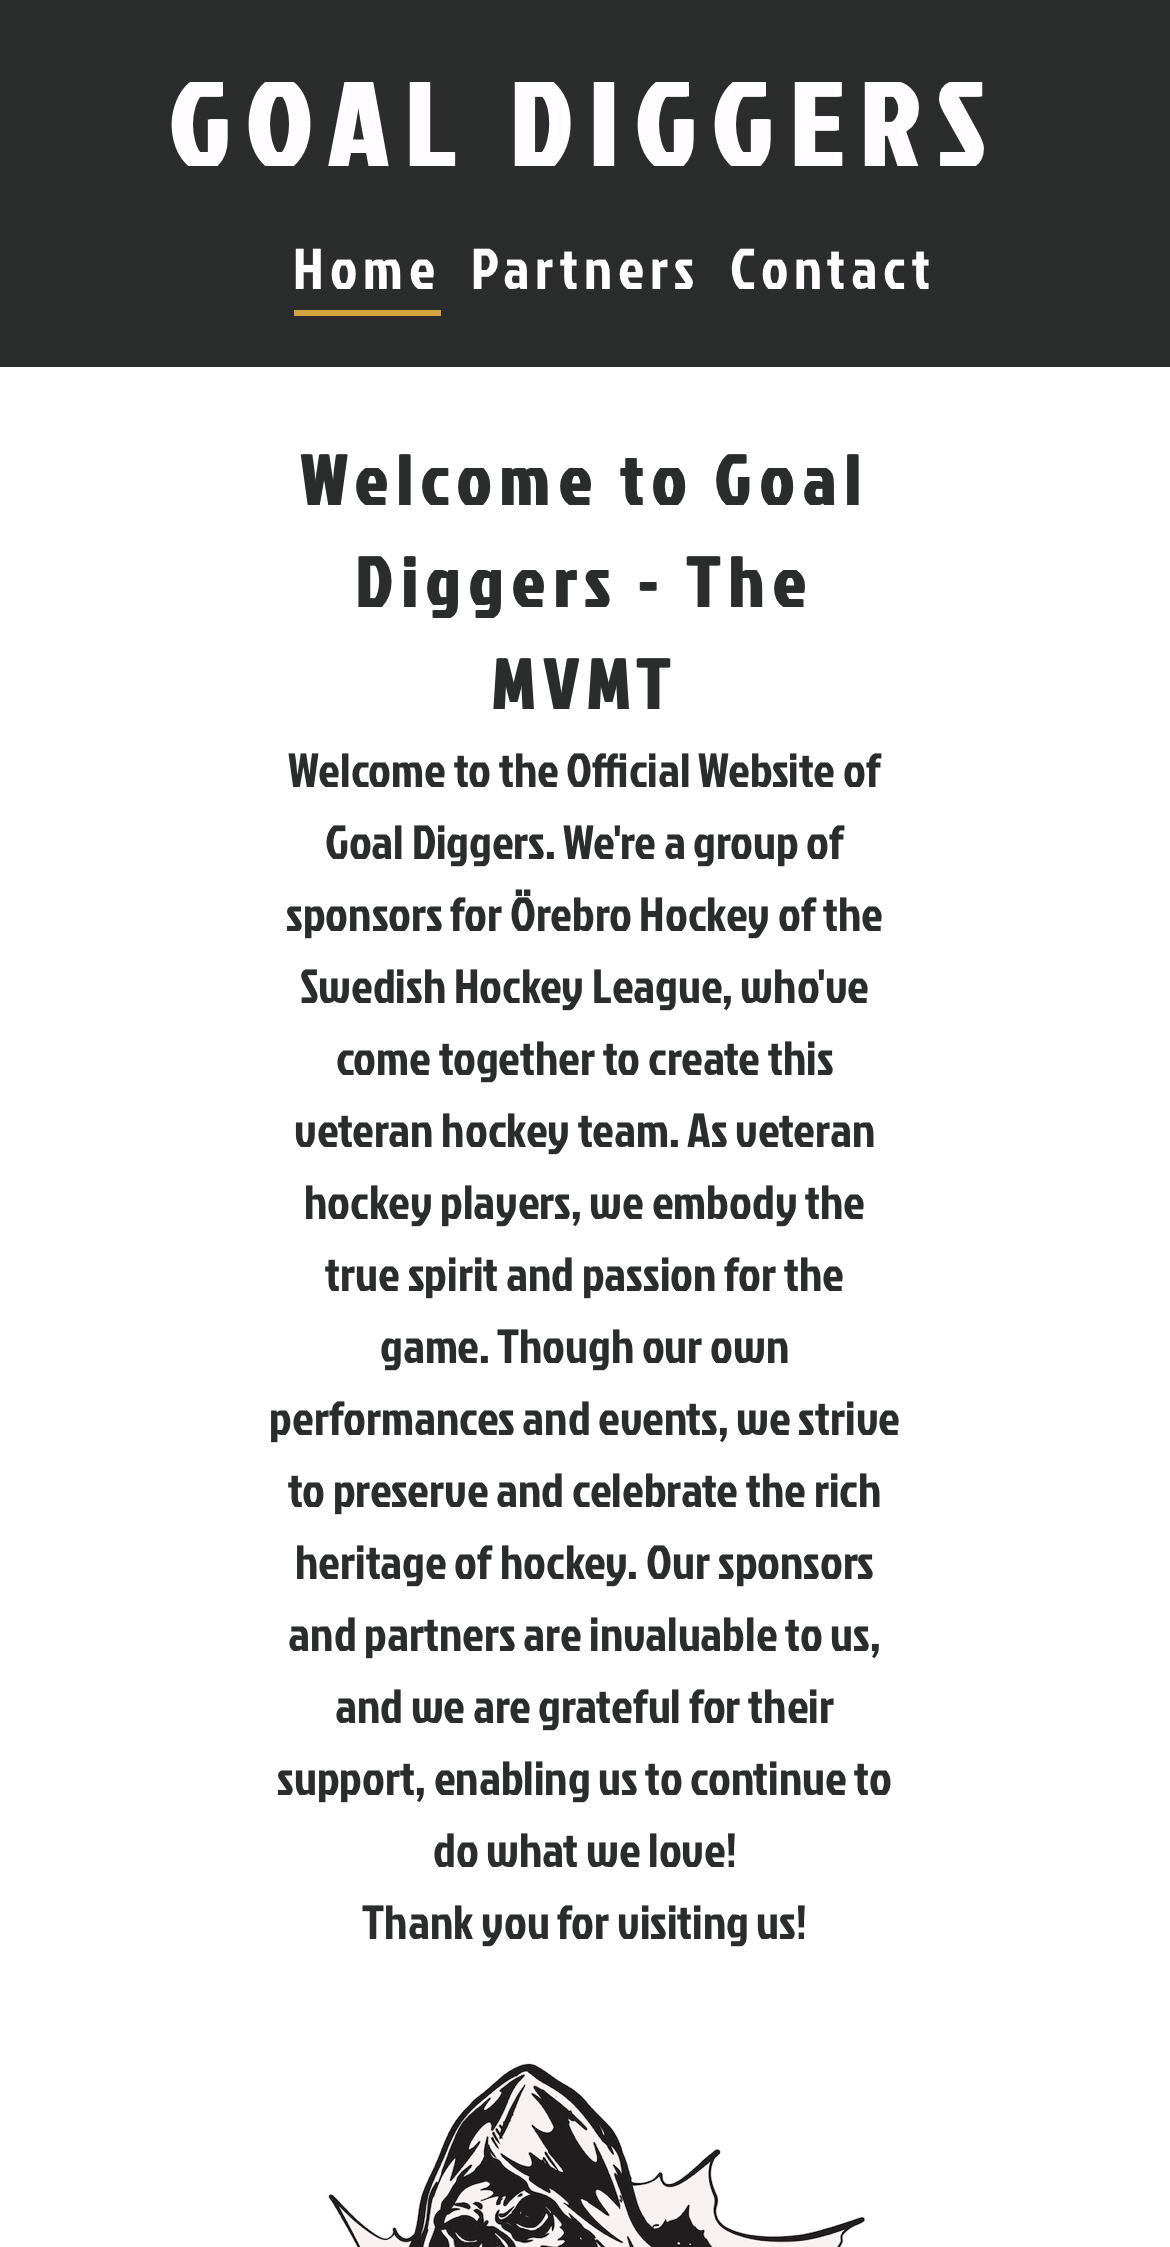 GOAL DIGGERS
Home Partners Contact
Welcome to Goal
Diggers - The
MVMT
Welcome to the Official Website of
Goal Diggers. We're a group of
sponsors for Örebro Hockey of the
Swedish Hockey League, who've
come together to create this
veteran hockey team. As veteran
hockey players, we embody the
true spirit and passion for the
game. Though our own
performances and events, we strive
to preserve and celebrate the rich
heritage of hockey. Our sponsors
and partners are invaluable to us,
and we are grateful for their
support, enabling us to continue to
do what we love!
Thank you for visiting us!